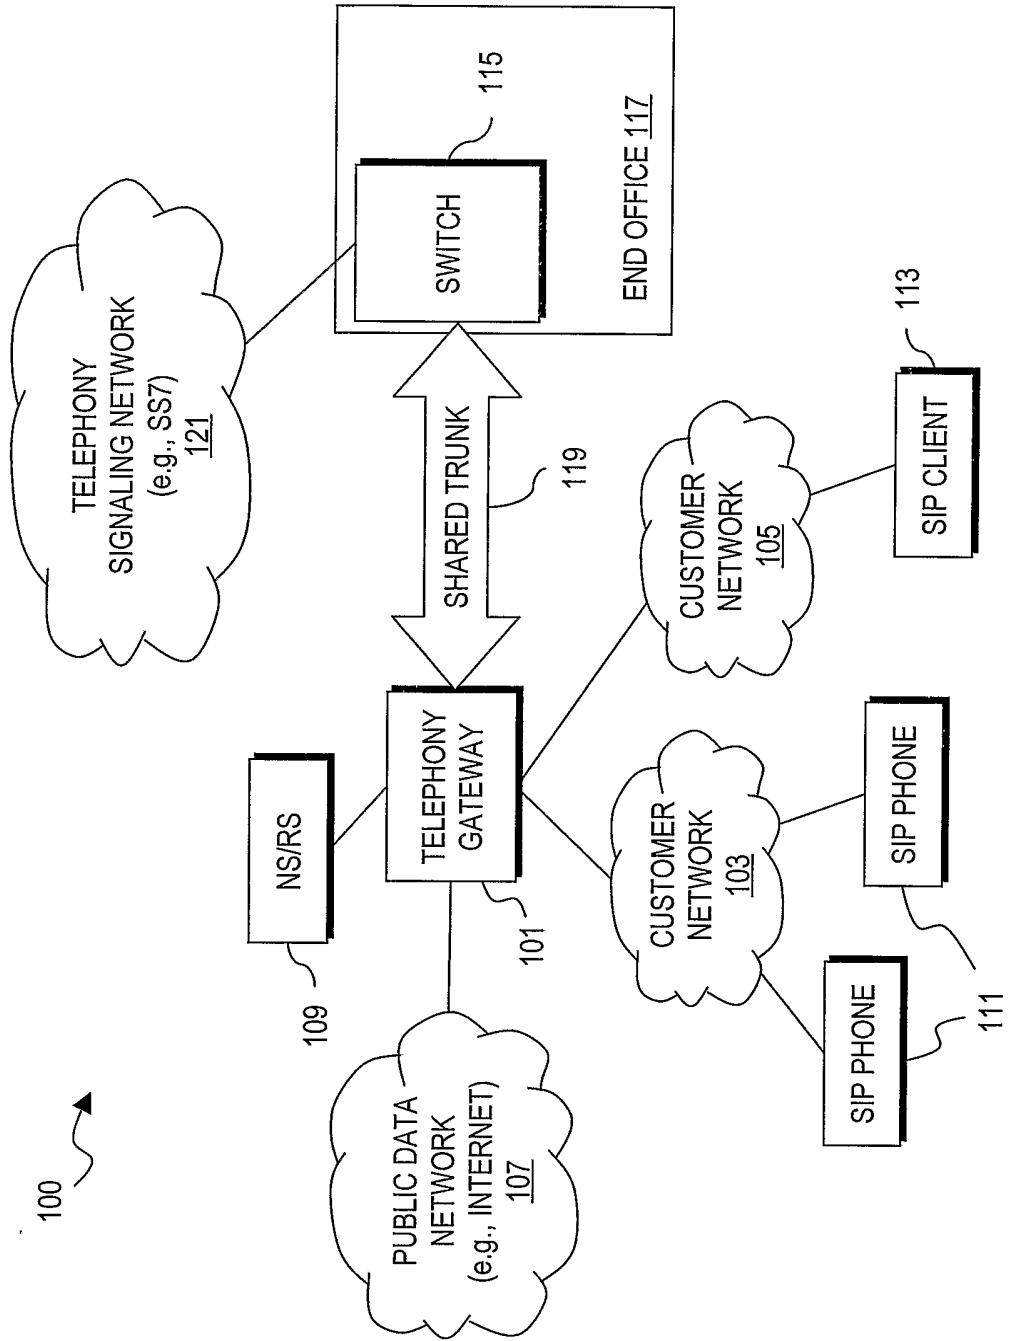 100
PUBLIC DATA
NETWORK
(e.g., INTERNET)
107
109
NS/RS
TELEPHONY
GATEWAY
101
TELEPHONY
SIGNALING NETWORK
(e.g., SS7)
121
SHARED TRUNK
119
SWITCH
115
END OFFICE 117
CUSTOMER
NETWORK
103
CUSTOMER
NETWORK
105
SIP PHONE
SIP PHONE
111
SIP CLIENT
113